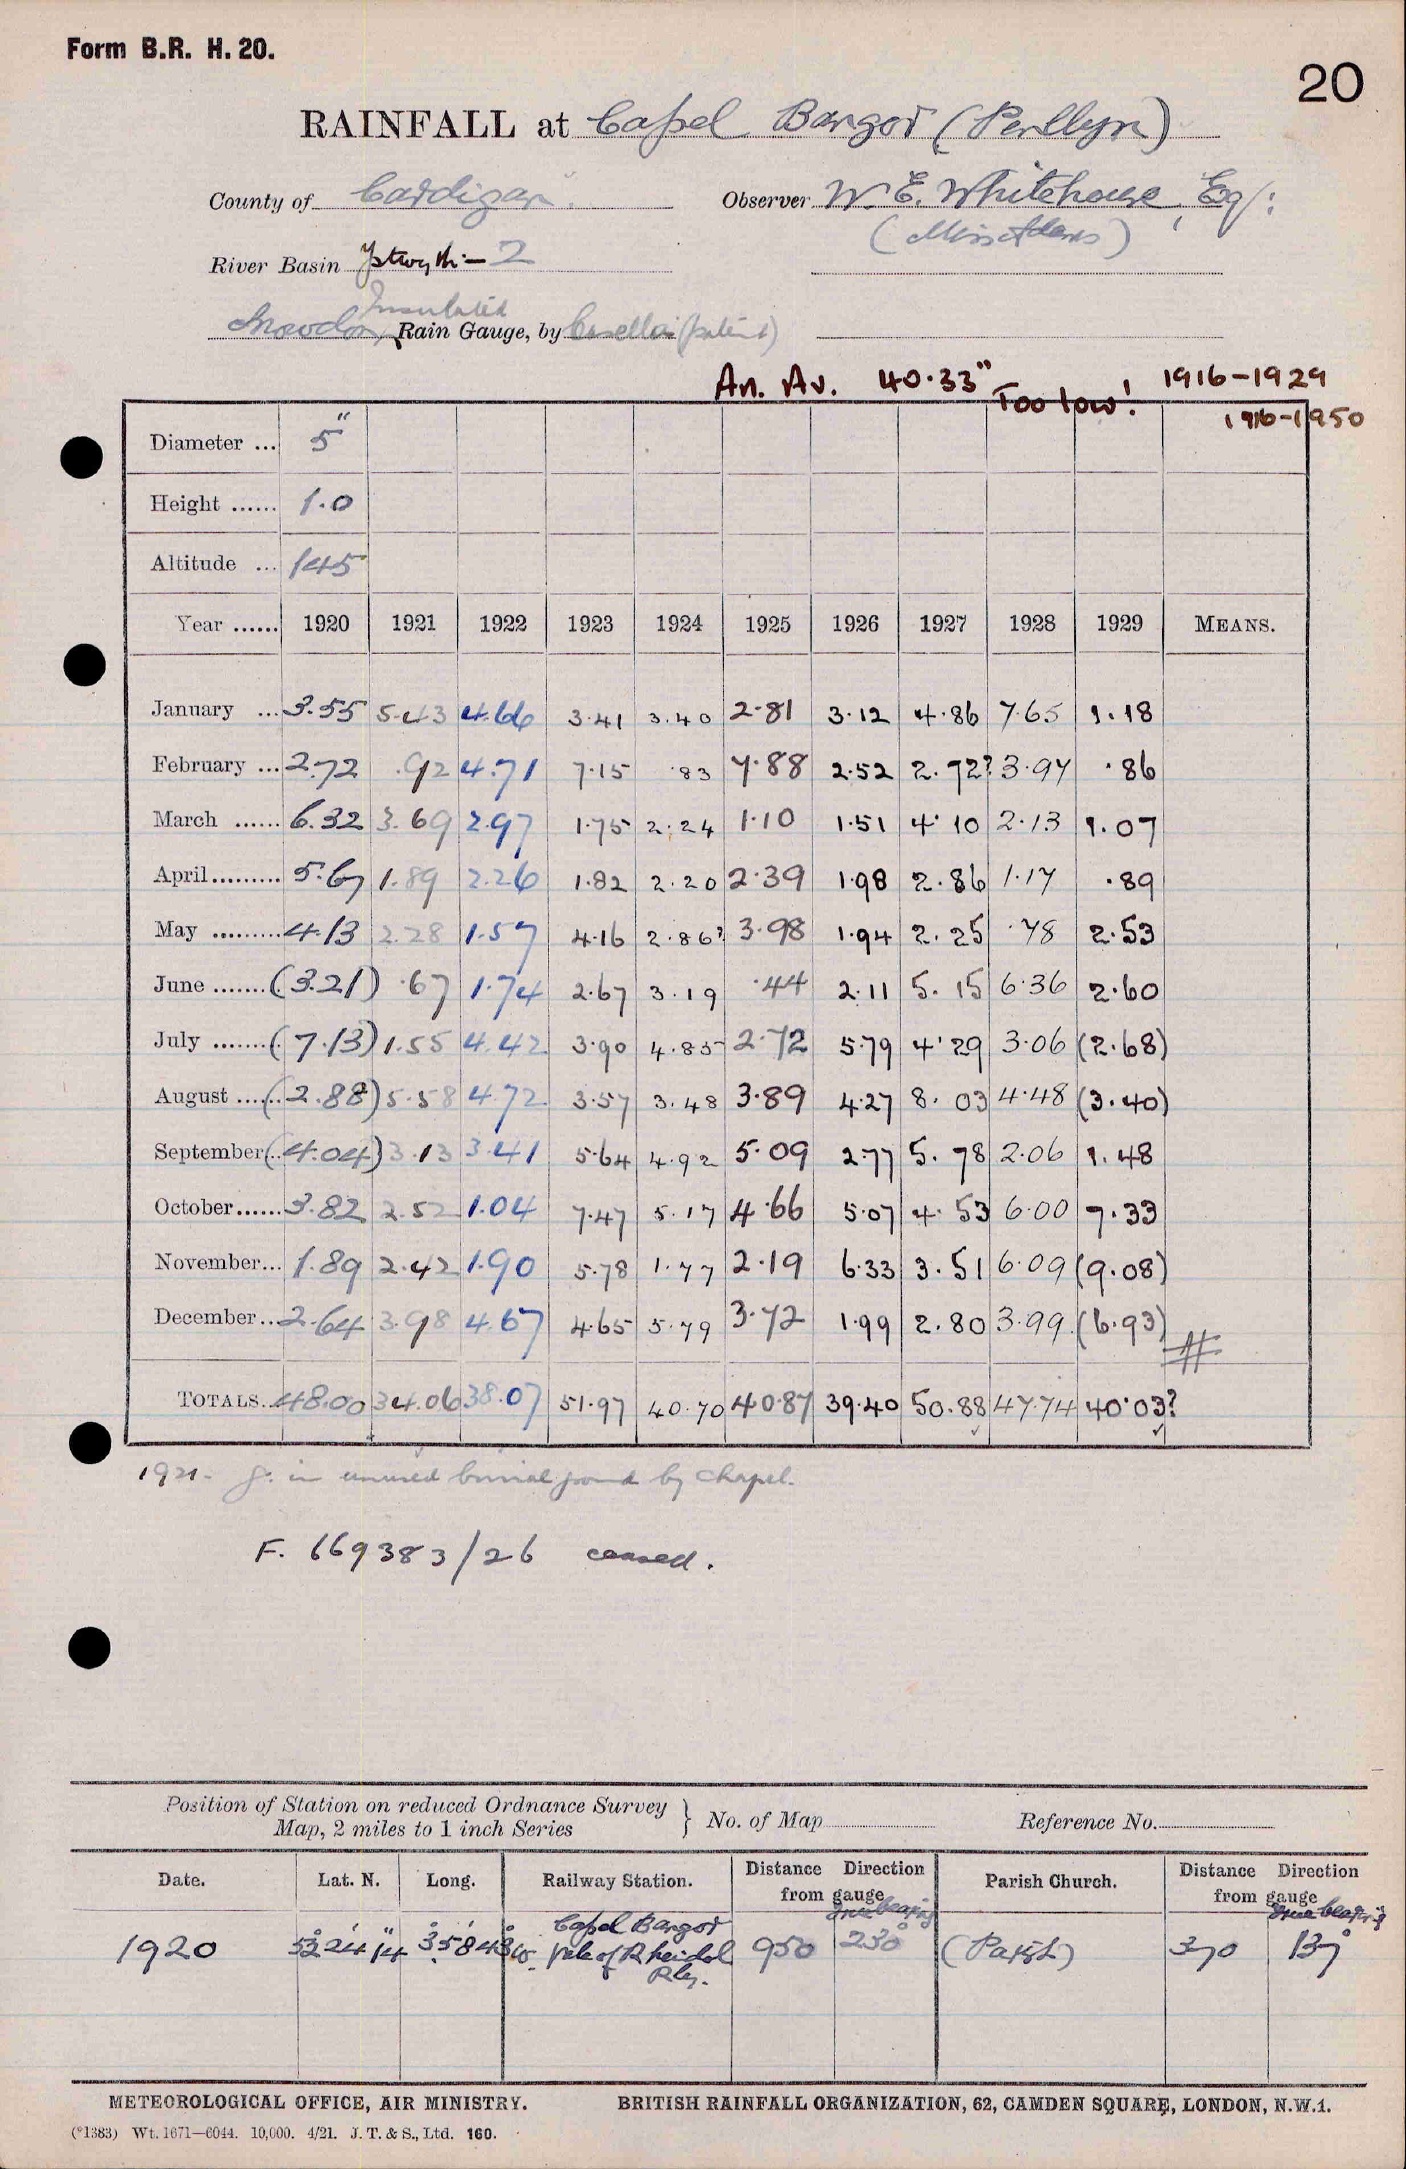 Form B.R. H. 20.
20
RAINFALL at Capel Bangor (Penllyn)
County of Cardigan. Observer W. E. Whitehouse, Esq:
(Miss Adams)
River Basin Ystwyth - 2
Insulated
Snowdon, Rain Gauge, by Casella (patent)
An. Av. 40.33" Too low! 1916-1929
1916-1950
Diameter ... 5"
Height ...... 1.0
Altitude ... 145
Year ...... 1920 1921 1922 1923 1924 1925 1926 1927 1928 1929 MEANS.
January ... 3.55 5.43 4.66 3.41 3.40 2.81 3.12 4.86 7.65 1.18
February ... 2.72 .92 4.71 7.15 .83 7.88 2.52 2.72? 3.97 .86
March ...... 6.32 3.69 2.97 1.75 2.24 1.10 1.51 4.10 2.13 1.07
April ......... 5.67 1.89 2.26 1.82 2.20 2.39 1.98 2.86 1.17 .89
May ......... 4.13 2.28 1.57 4.16 2.86? 3.98 1.94 2.25 .78 2.53
June ....... (3.21) .67 1.74 2.67 3.19 .44 2.11 5.15 6.36 2.60
July ....... (7.13) 1.55 4.42 3.90 4.85 2.72 5.79 4.29 3.06 (2.68)
August ...... (2.88) 5.58 4.72 3.57 3.48 3.89 4.27 8.03 4.48 (3.40)
September .. (4.04) 3.13 3.41 5.64 4.92 5.09 2.77 5.78 2.06 1.48
October ...... 3.82 2.52 1.04 7.47 5.17 4.66 5.07 4.53 6.00 7.33
November ... 1.89 2.42 1.90 5.78 1.77 2.19 6.33 3.51 6.09 (9.08)
December ... 2.64 3.98 4.67 4.65 5.79 3.72 1.99 2.80 3.99 (6.93)
TOTALS. 48.00 34.06 38.07 51.97 40.70 40.87 39.40 50.88 47.74 40.03?
1921 - g. in unused burial ground by chapel.
F. 669383/26 ceased.
Position of Station on reduced Ordnance Survey Map, 2 miles to 1 inch Series } No. of Map Reference No.
Date. Lat. N. Long. Railway Station. Distance Direction from gauge Parish Church. Distance Direction from gauge
true bearing true bearing
1920 52° 24' 14" 3° 58' 43" W. Capel Bangor Vale of Rheidol Rly. 950 230° (Parish) 370 137°
METEOROLOGICAL OFFICE, AIR MINISTRY. BRITISH RAINFALL ORGANIZATION, 62, CAMDEN SQUARE, LONDON, N.W.1.
(*1383) Wt. 1671—6044. 10,000. 4/21. J. T. & S., Ltd. 160.